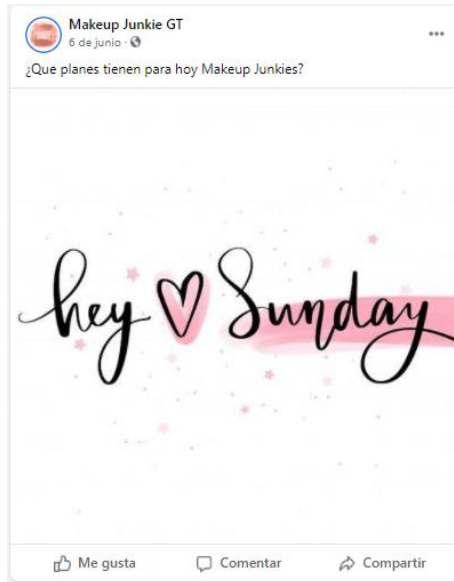 Makeup Junkie GT
6 de junio ·
¿Que planes tienen para hoy Makeup Junkies?
hey Sunday
Me gusta Comentar Compartir